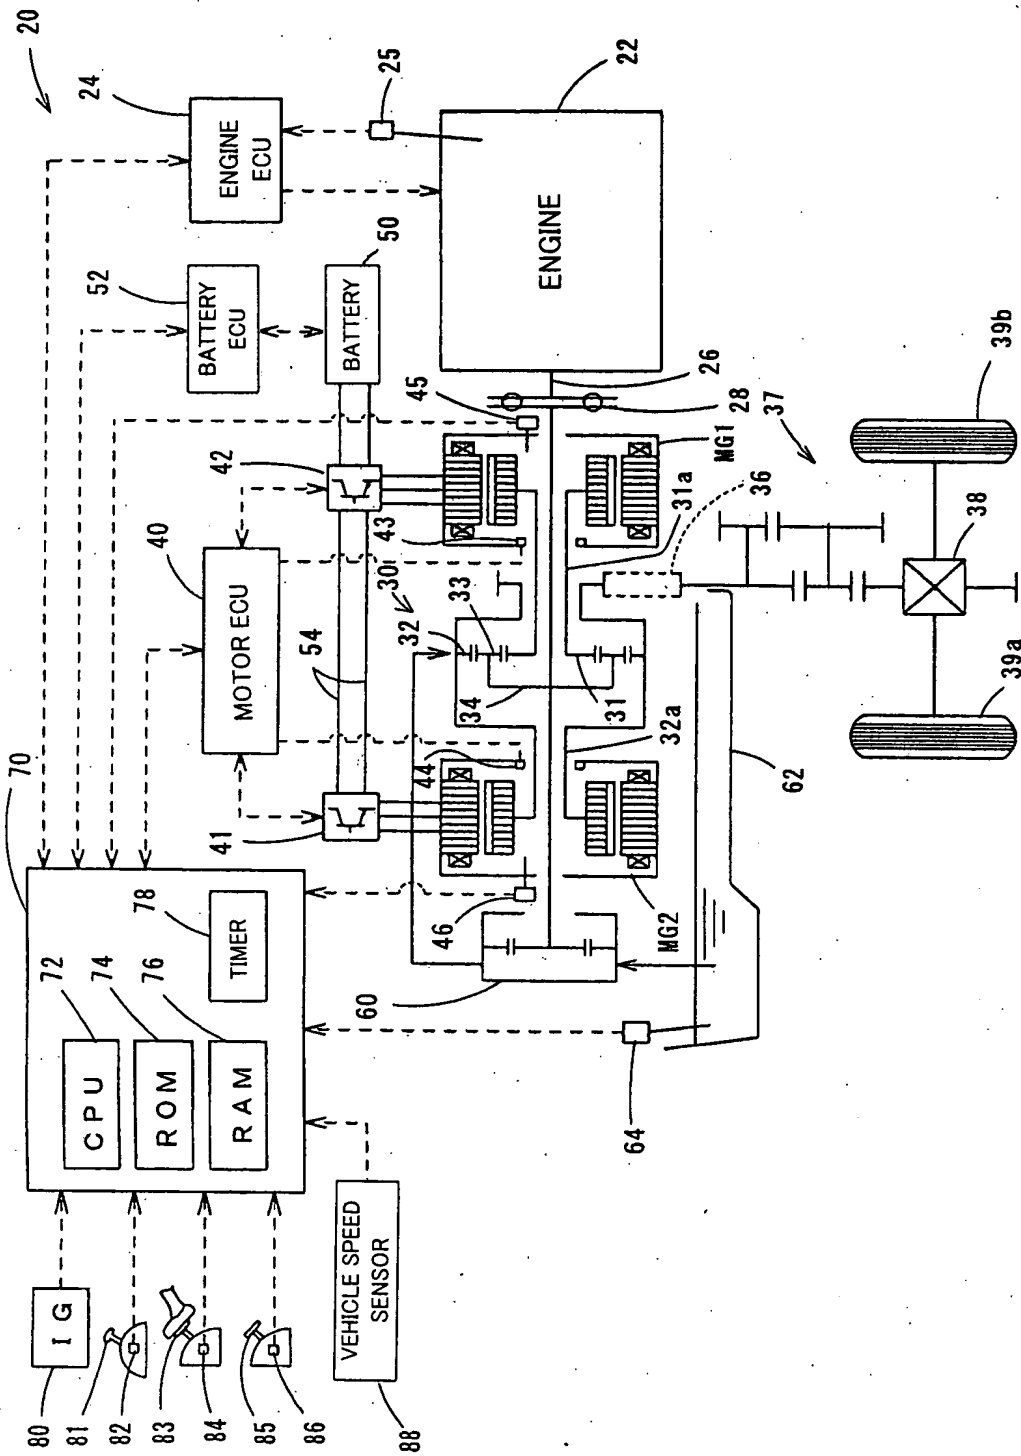 20
70
72
CPU
74
ROM
76
RAM
78
TIMER
80
IG
81
82
83
84
85
86
88
VEHICLE SPEED
SENSOR
40
MOTOR ECU
52
BATTERY
ECU
24
ENGINE
ECU
25
50
BATTERY
41
42
54
43
44
45
46
30
32
33
34
31
31a
32a
MG1
MG2
22
ENGINE
26
28
36
37
38
39a
39b
60
62
64